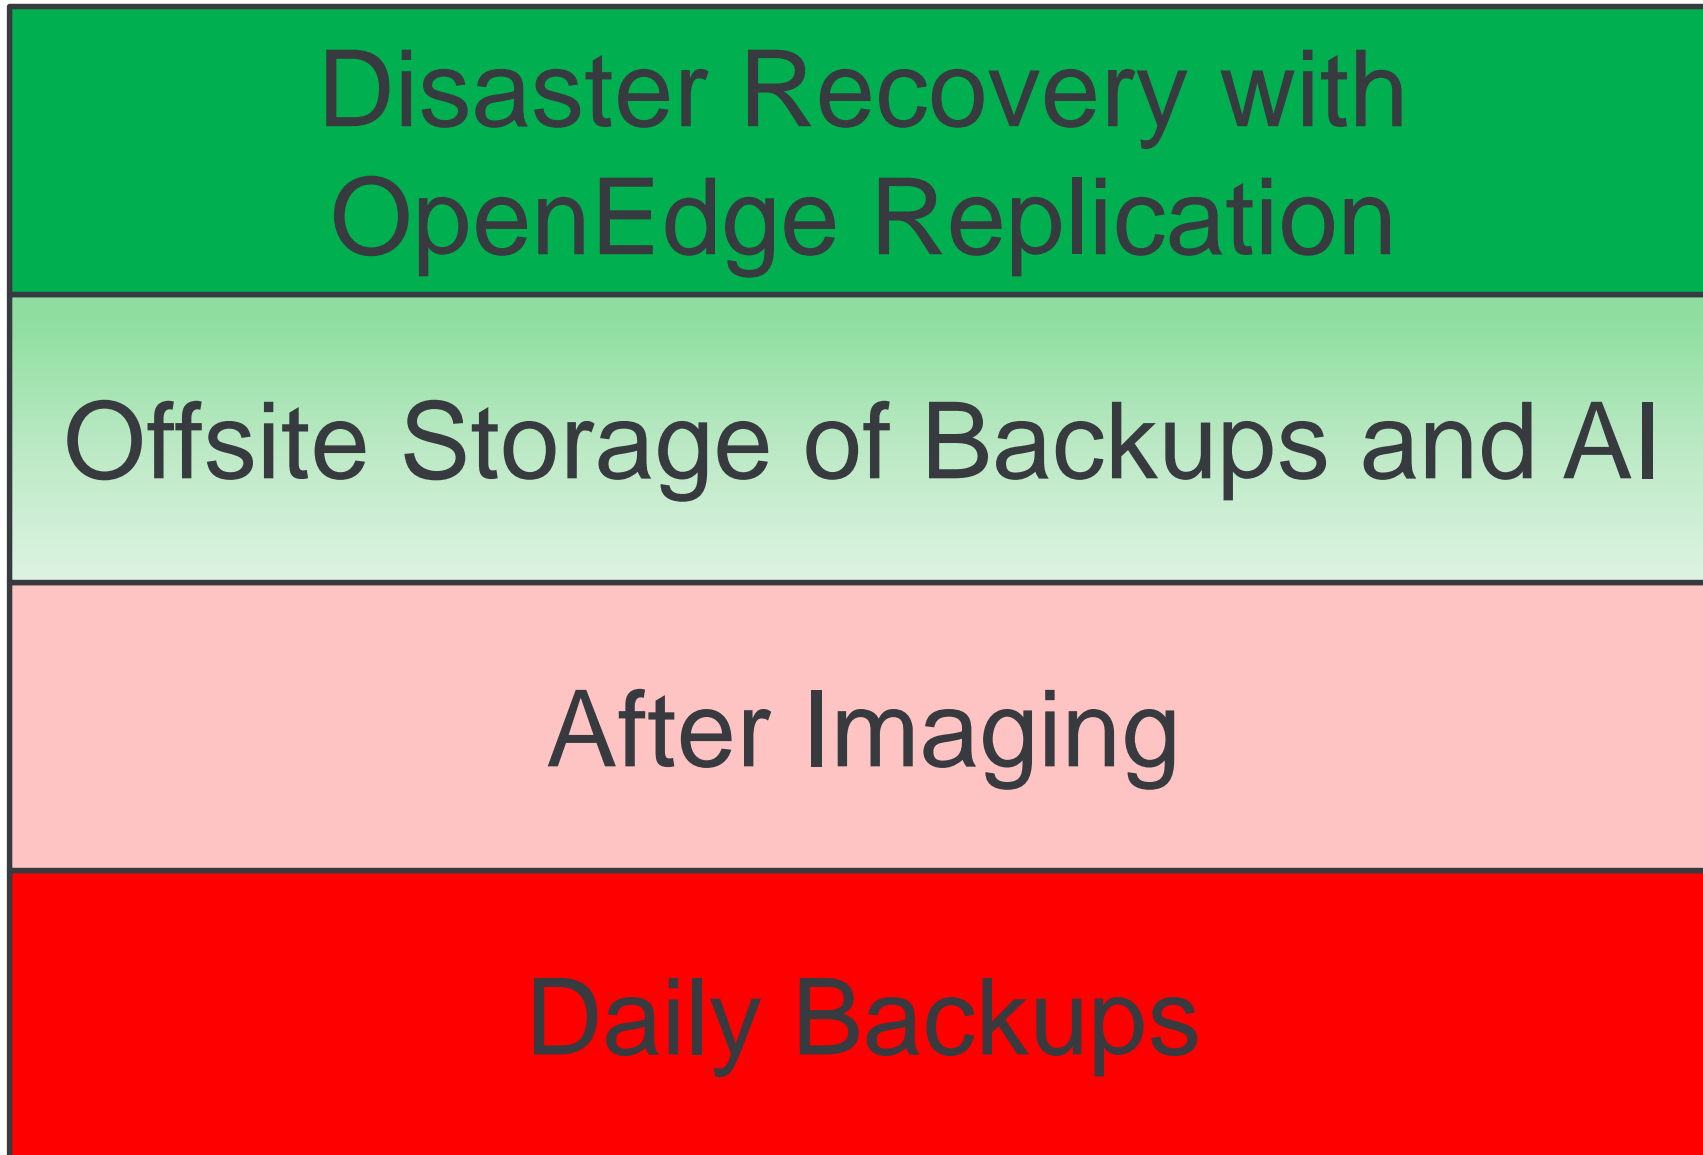 Disaster Recovery with
OpenEdge Replication
Offsite Storage of Backups and AI
After Imaging
Daily Backups